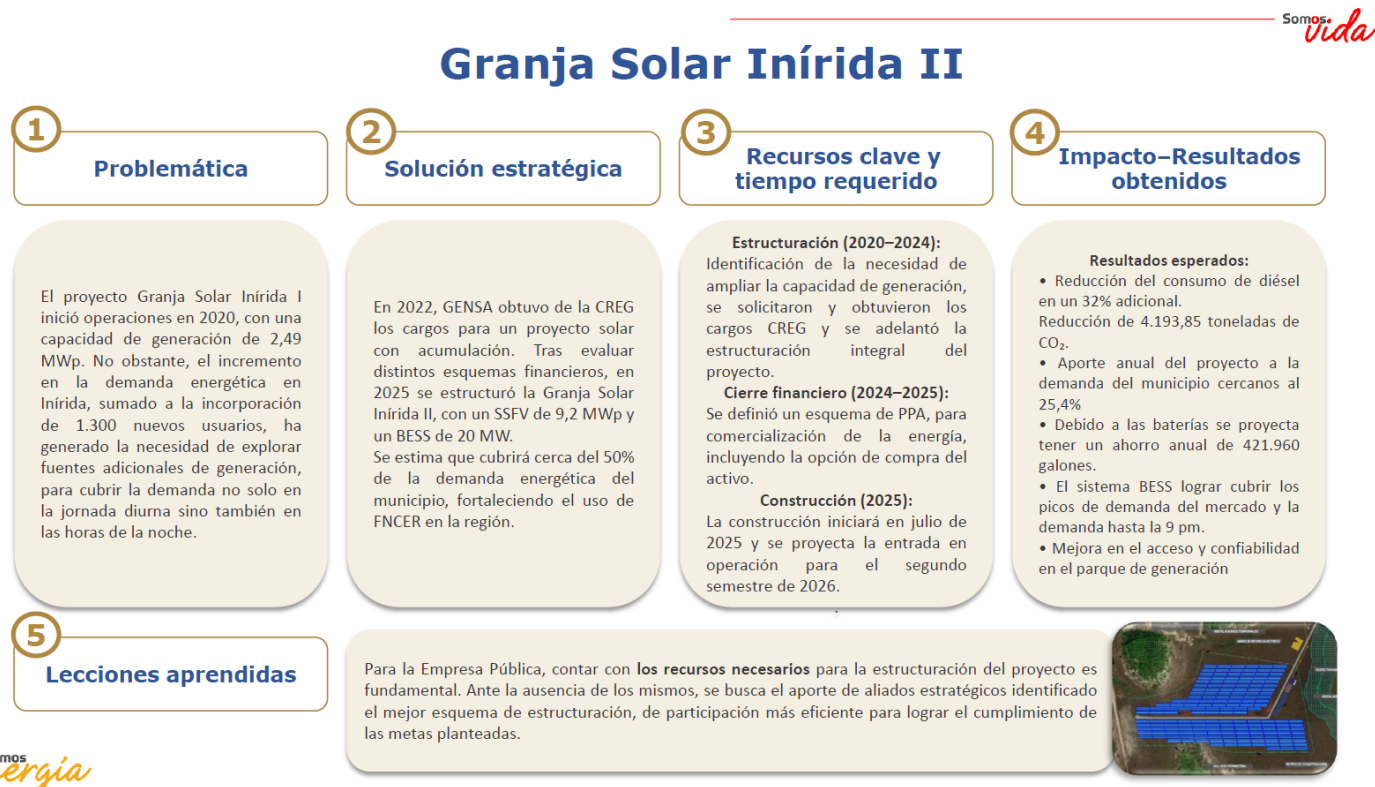 Somos
vida
Granja Solar Inírida II
1
Problemática
2
Solución estratégica
3
Recursos clave y
tiempo requerido
4
Impacto–Resultados
obtenidos
El proyecto Granja Solar Inírida I
inició operaciones en 2020, con una
capacidad de generación de 2,49
MWp. No obstante, el incremento
en la demanda energética en
Inírida, sumado a la incorporación
de 1.300 nuevos usuarios, ha
generado la necesidad de explorar
fuentes adicionales de generación,
para cubrir la demanda no solo en
la jornada diurna sino también en
las horas de la noche.
En 2022, GENSA obtuvo de la CREG
los cargos para un proyecto solar
con acumulación. Tras evaluar
distintos esquemas financieros, en
2025 se estructuró la Granja Solar
Inírida II, con un SSFV de 9,2 MWp y
un BESS de 20 MW.
Se estima que cubrirá cerca del 50%
de la demanda energética del
municipio, fortaleciendo el uso de
FNCER en la región.
Estructuración (2020–2024):
Identificación de la necesidad de
ampliar la capacidad de generación,
se solicitaron y obtuvieron los
cargos CREG y se adelantó la
estructuración integral del
proyecto.
Cierre financiero (2024–2025):
Se definió un esquema de PPA, para
comercialización de la energía,
incluyendo la opción de compra del
activo.
Construcción (2025):
La construcción iniciará en julio de
2025 y se proyecta la entrada en
operación para el segundo
semestre de 2026.
.
Resultados esperados:
• Reducción del consumo de diésel
en un 32% adicional.
Reducción de 4.193,85 toneladas de
CO₂.
• Aporte anual del proyecto a la
demanda del municipio cercanos al
25,4%
• Debido a las baterías se proyecta
tener un ahorro anual de 421.960
galones.
• El sistema BESS lograr cubrir los
picos de demanda del mercado y la
demanda hasta la 9 pm.
• Mejora en el acceso y confiabilidad
en el parque de generación
5
Lecciones aprendidas
Para la Empresa Pública, contar con los recursos necesarios para la estructuración del proyecto es
fundamental. Ante la ausencia de los mismos, se busca el aporte de aliados estratégicos identificado
el mejor esquema de estructuración, de participación más eficiente para lograr el cumplimiento de
las metas planteadas.
mos
ergía